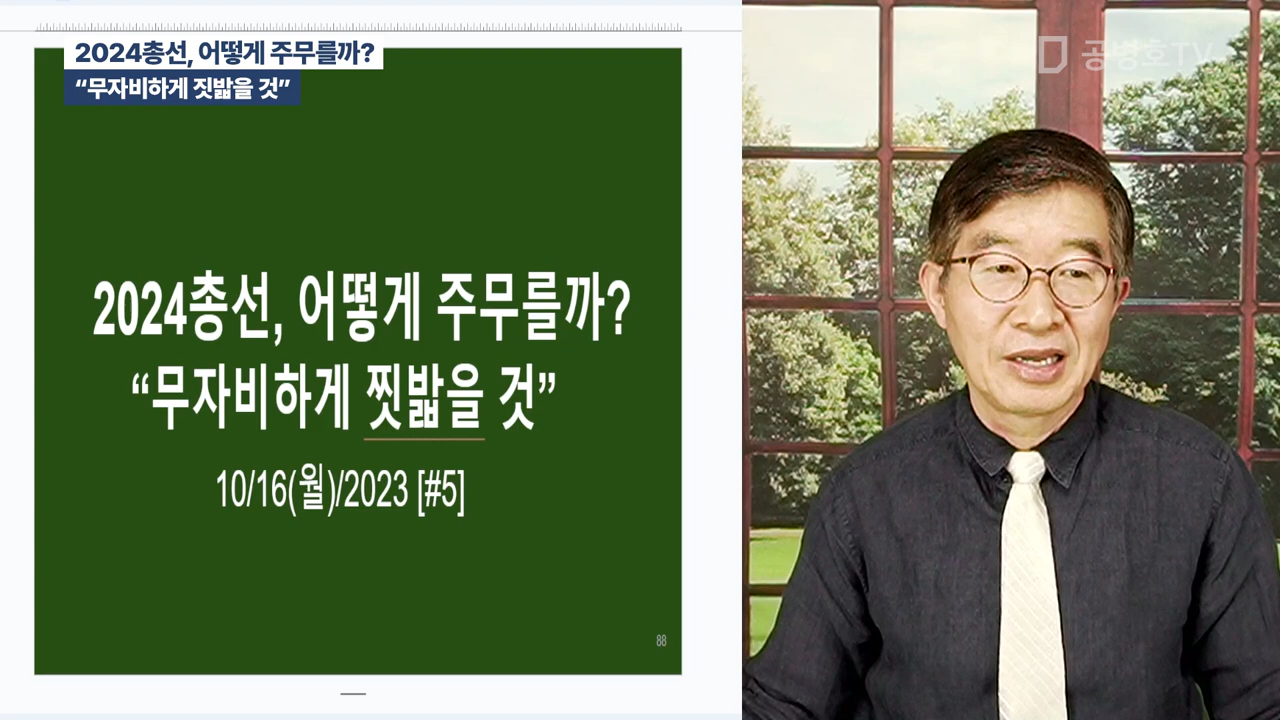 2024총선, 어떻게 주무를까?
“무자비하게 짓밟을 것”
공병호TV
2024총선, 어떻게 주무를까?
“무자비하게 찟밟을 것”
10/16(월)/2023 [#5]
88